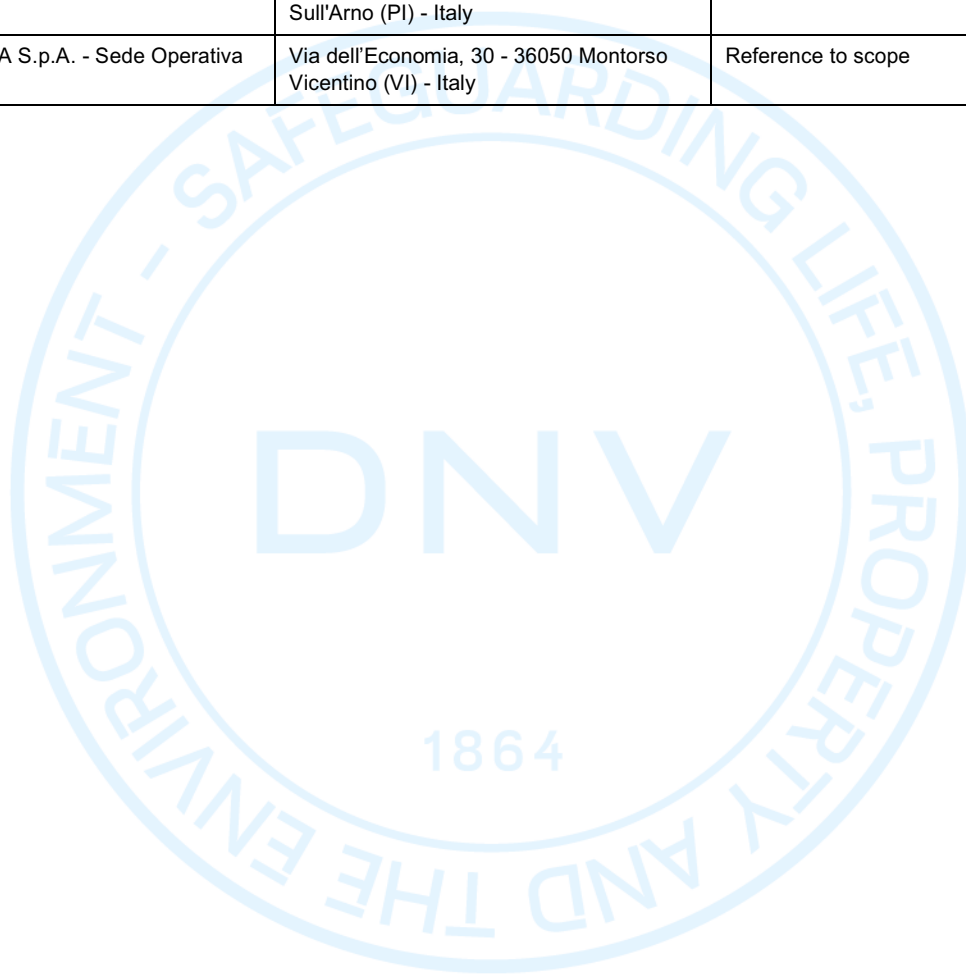 Sull'Arno (PI) - Italy
A S.p.A. - Sede Operativa
Via dell’Economia, 30 - 36050 Montorso
Vicentino (VI) - Italy
Reference to scope
SAFEGUARDING LIFE, PROPERTY AND THE ENVIRONMENT -
DNV
1864